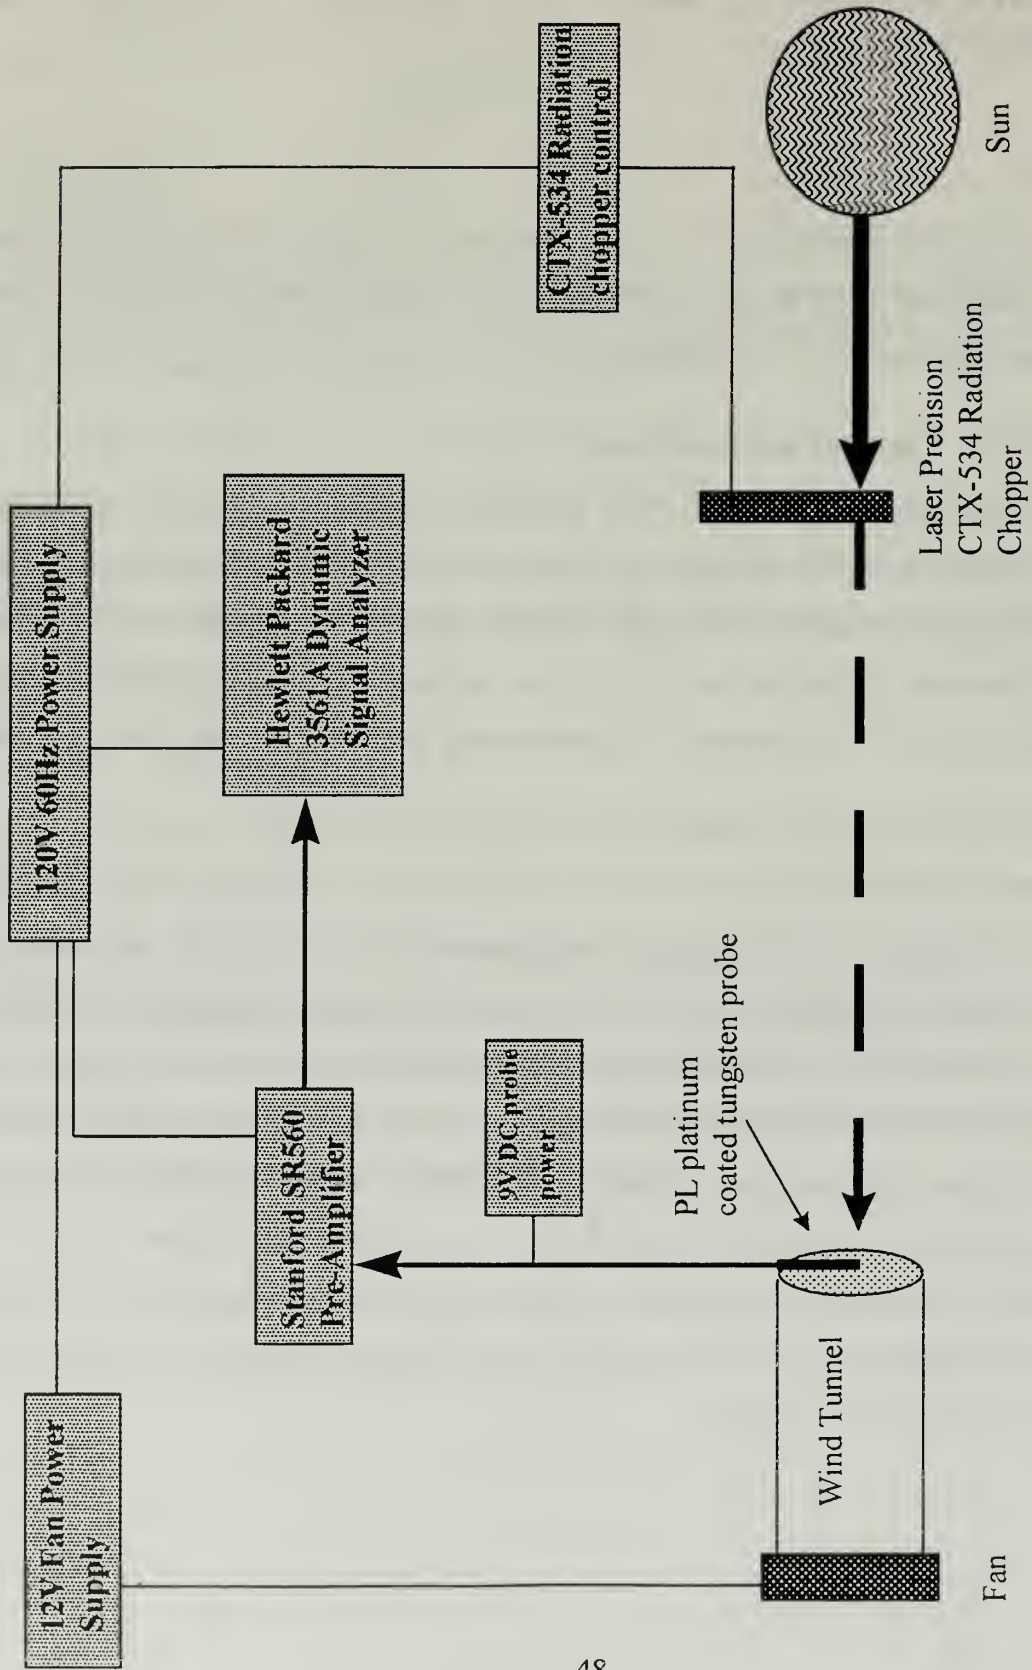 12V Fan Power
Supply
120V 60Hz Power Supply
Stanford SR560
Pre-Amplifier
Hewlett Packard
3561A Dynamic
Signal Analyzer
9V DC probe
power
CTX-534 Radiation
chopper control
PL platinum
coated tungsten probe
Wind Tunnel
Fan
Laser Precision
CTX-534 Radiation
Chopper
Sun
48